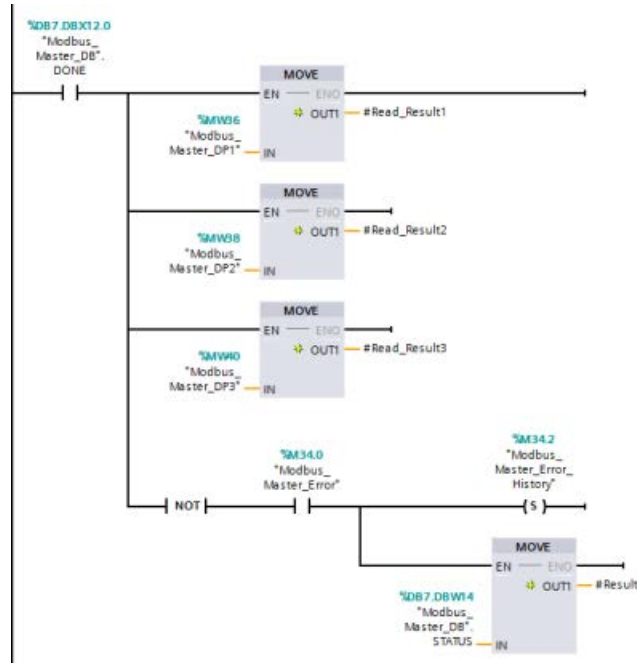 %DB7.DBX12.0
"Modbus_
Master_DB".
DONE
MOVE
EN ENO
OUT1 #Read_Result1
%MW36
"Modbus_
Master_DP1" IN
MOVE
EN ENO
OUT1 #Read_Result2
%MW38
"Modbus_
Master_DP2" IN
MOVE
EN ENO
OUT1 #Read_Result3
%MW40
"Modbus_
Master_DP3" IN
%M34.0
"Modbus_
Master_Error"
%M34.2
"Modbus_
Master_Error_
History"
NOT
S
MOVE
EN ENO
OUT1 #Result
%DB7.DBW14
"Modbus_
Master_DB".
STATUS IN